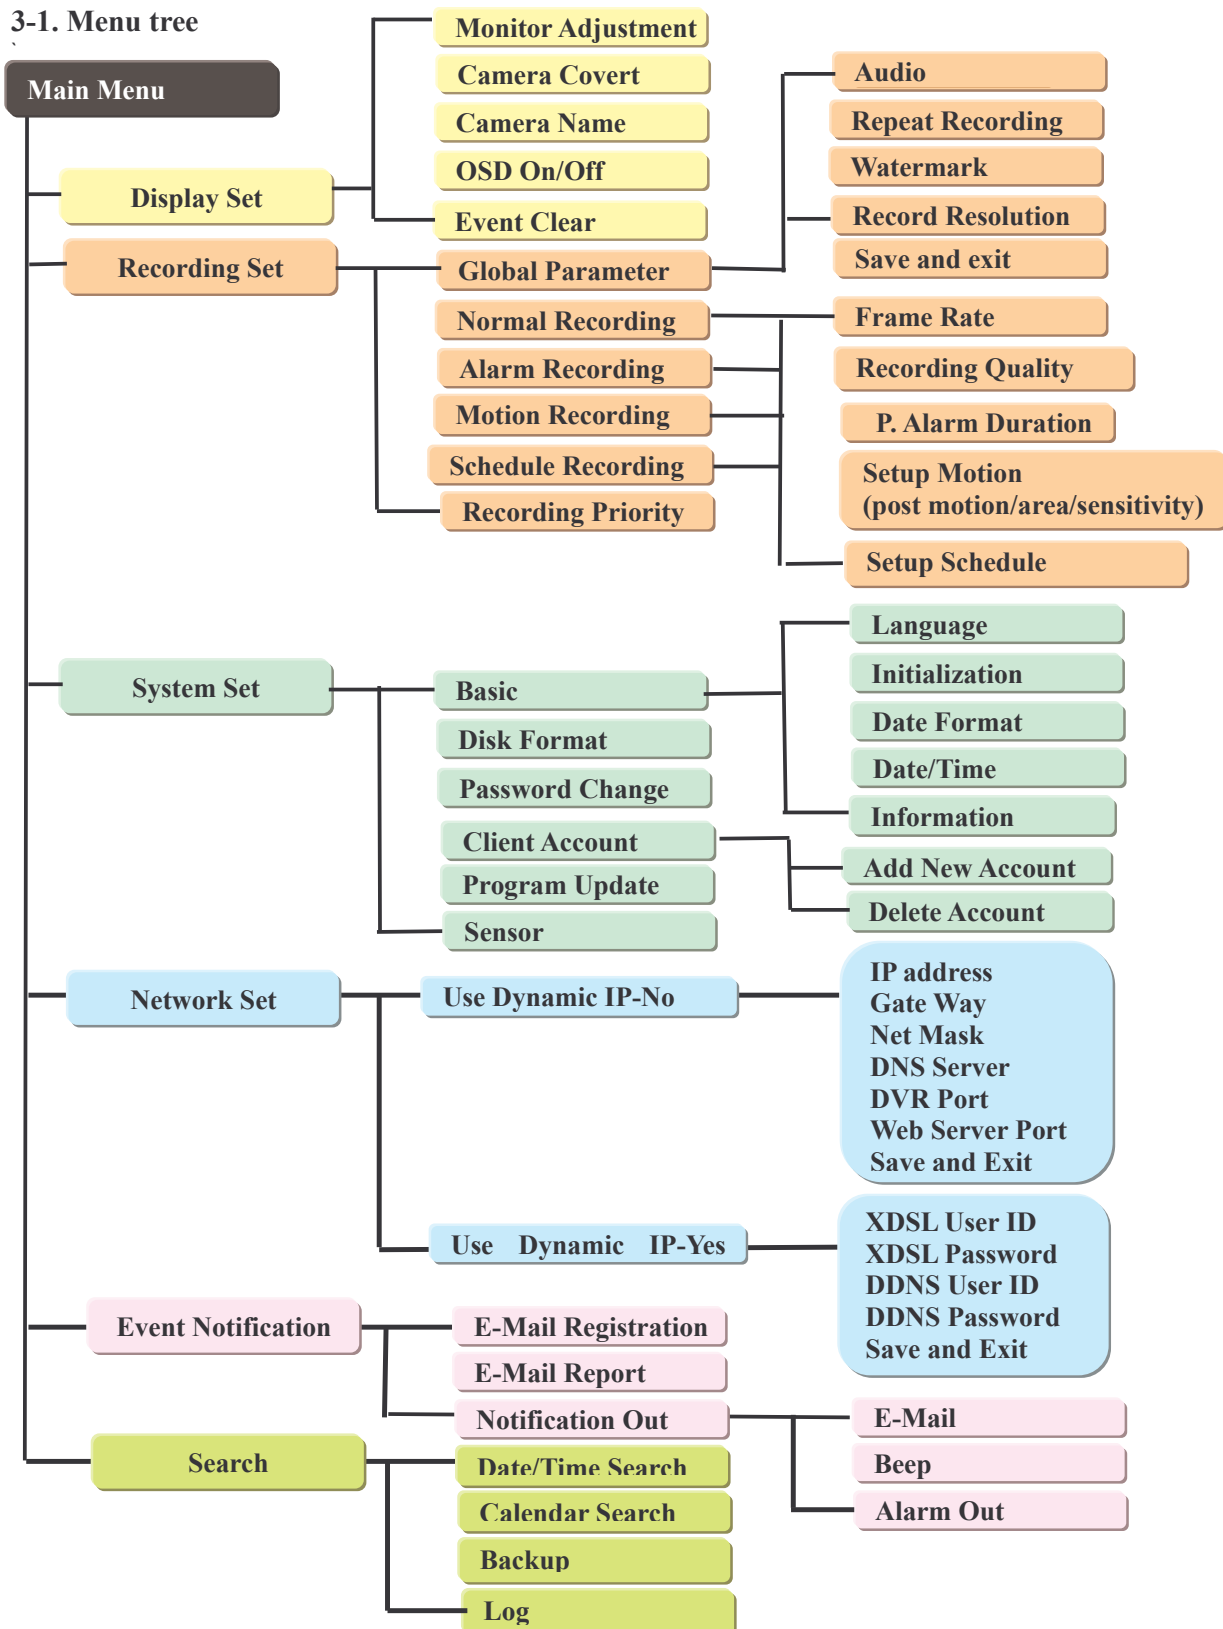 3-1. Menu tree
`
Main Menu
Display Set
Monitor Adjustment
Camera Covert
Camera Name
OSD On/Off
Event Clear
Recording Set
Global Parameter
Audio
Repeat Recording
Watermark
Record Resolution
Save and exit
Normal Recording
Alarm Recording
Motion Recording
Schedule Recording
Recording Priority
Frame Rate
Recording Quality
P. Alarm Duration
Setup Motion
(post motion/area/sensitivity)
Setup Schedule
System Set
Basic
Disk Format
Password Change
Client Account
Program Update
Sensor
Language
Initialization
Date Format
Date/Time
Information
Add New Account
Delete Account
Network Set
Use Dynamic IP-No
IP address
Gate Way
Net Mask
DNS Server
DVR Port
Web Server Port
Save and Exit
Use Dynamic IP-Yes
XDSL User ID
XDSL Password
DDNS User ID
DDNS Password
Save and Exit
Event Notification
E-Mail Registration
E-Mail Report
Notification Out
E-Mail
Beep
Alarm Out
Search
Date/Time Search
Calendar Search
Backup
Log